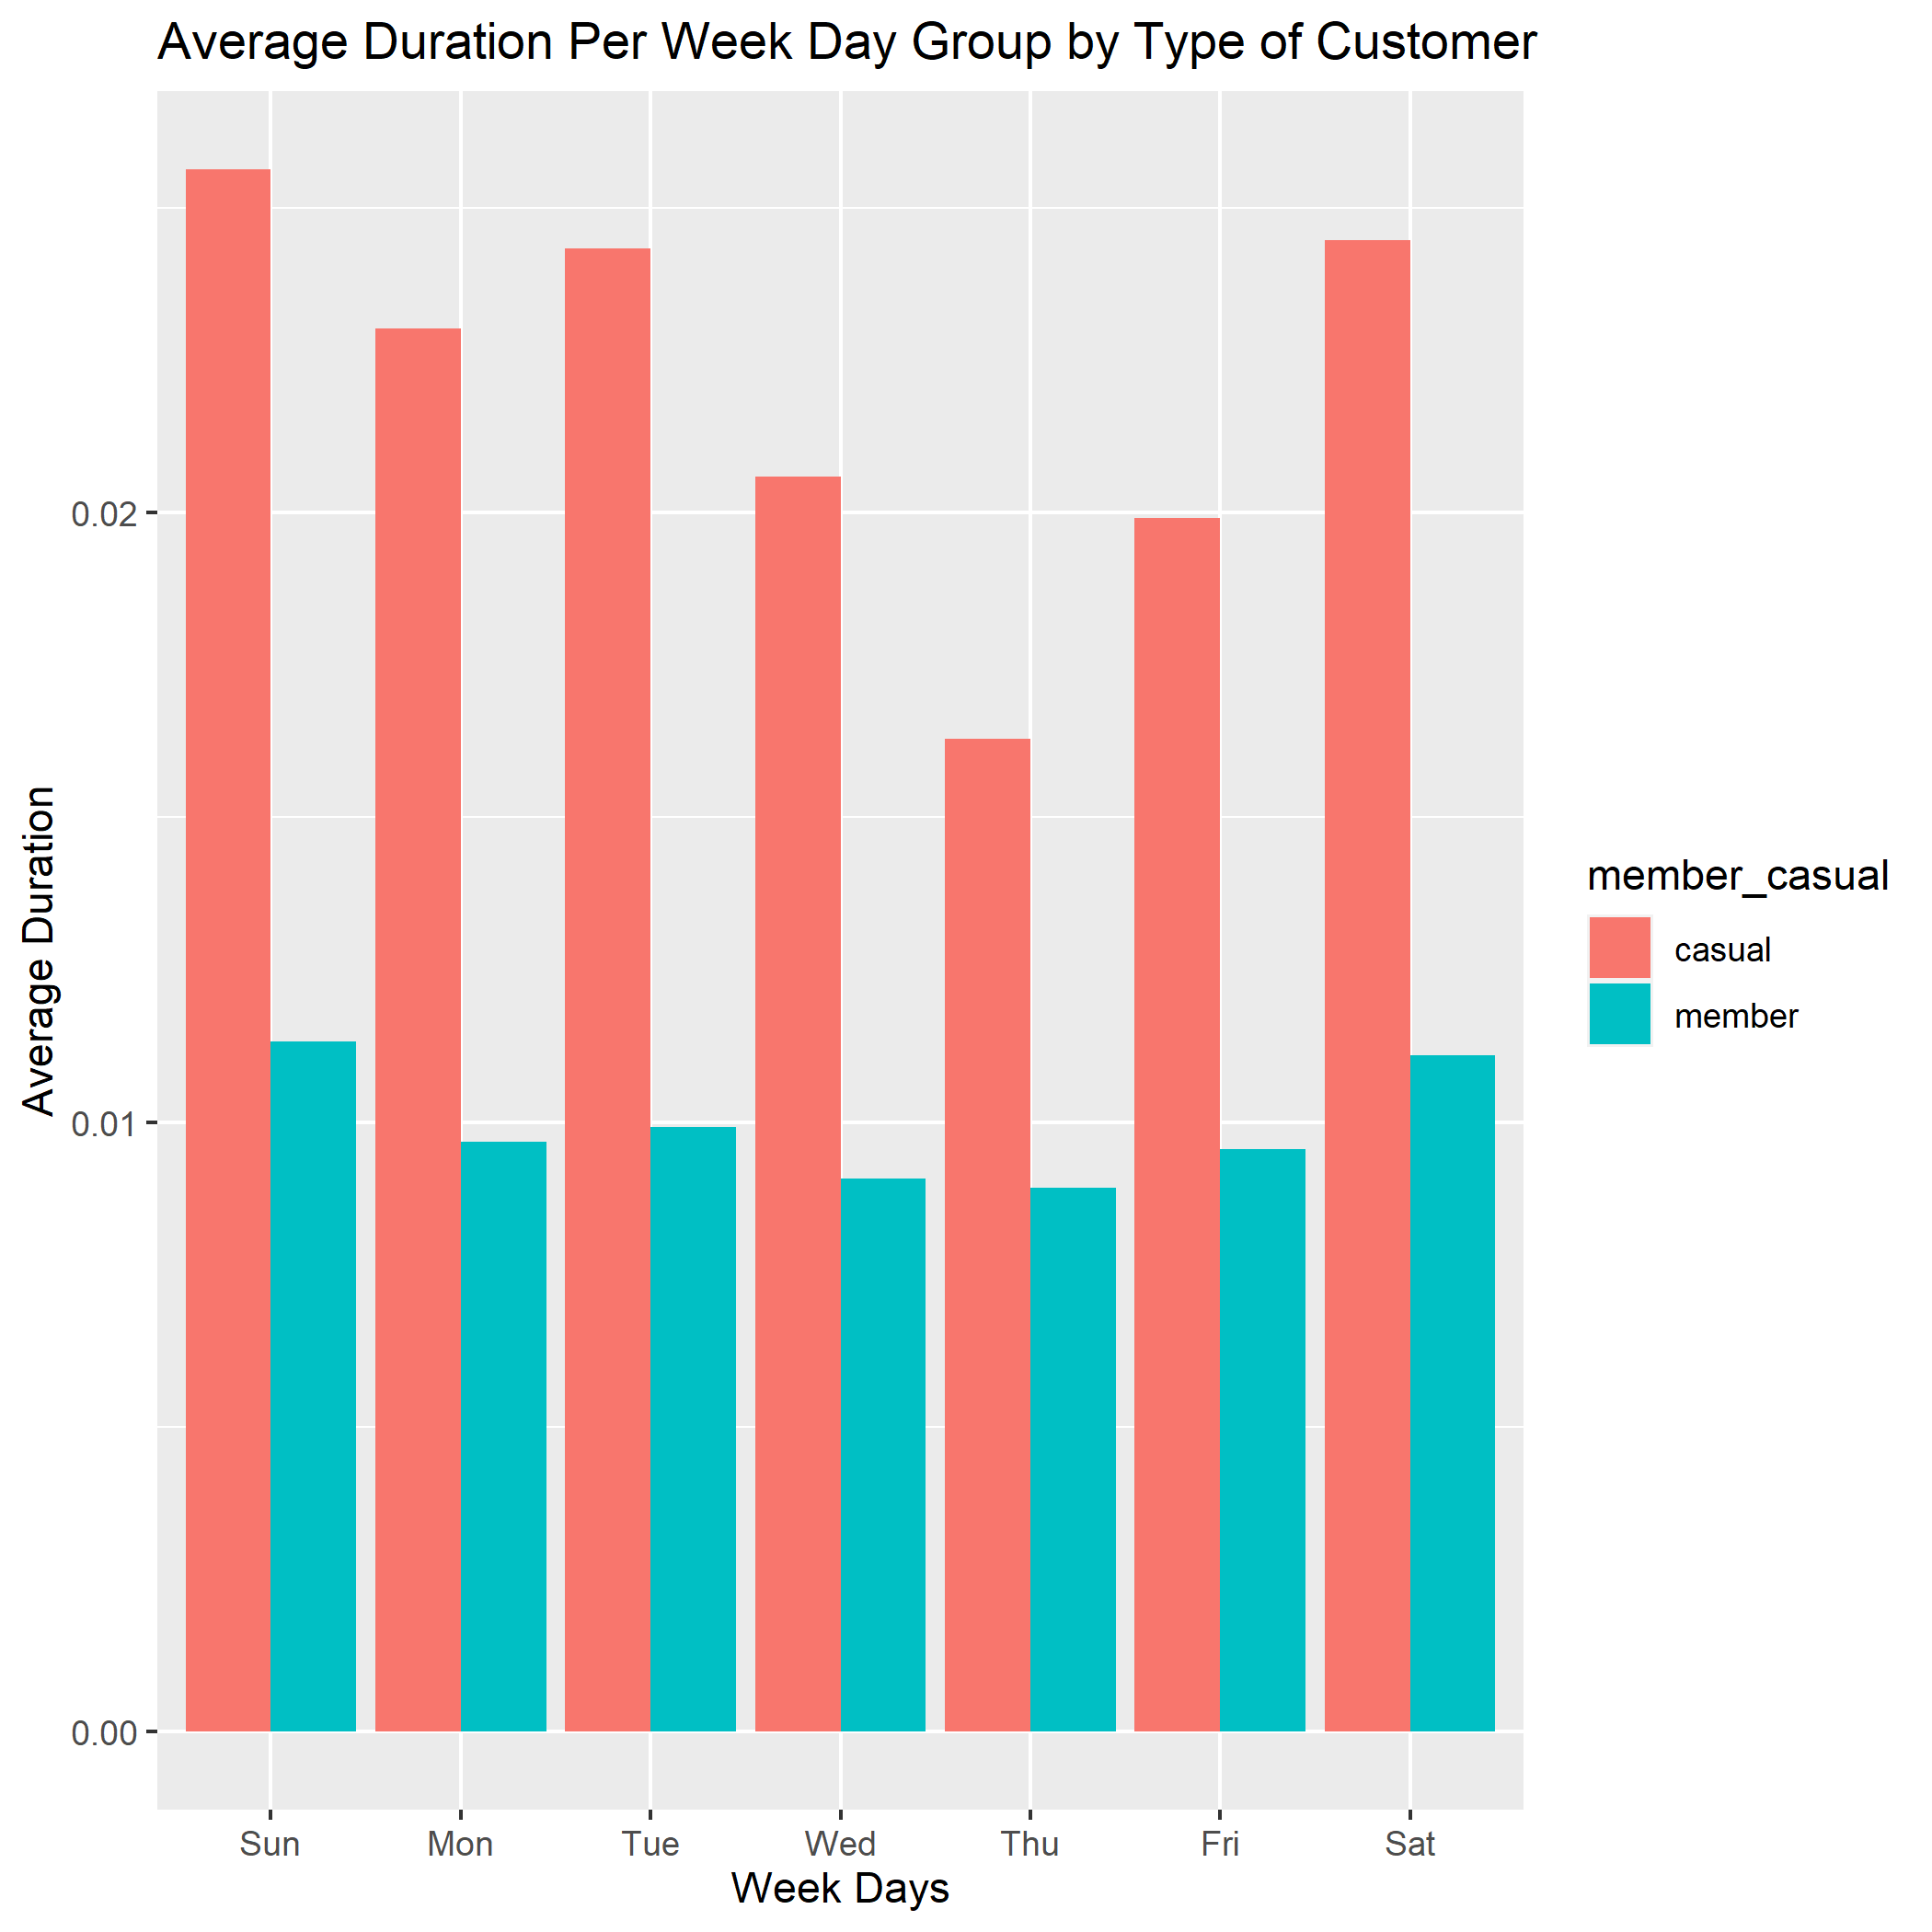 Average Duration Per Week Day Group by Type of Customer
Average Duration
0.02
0.01
0.00
Sun Mon Tue Wed Thu Fri Sat
Week Days
member_casual
casual
member